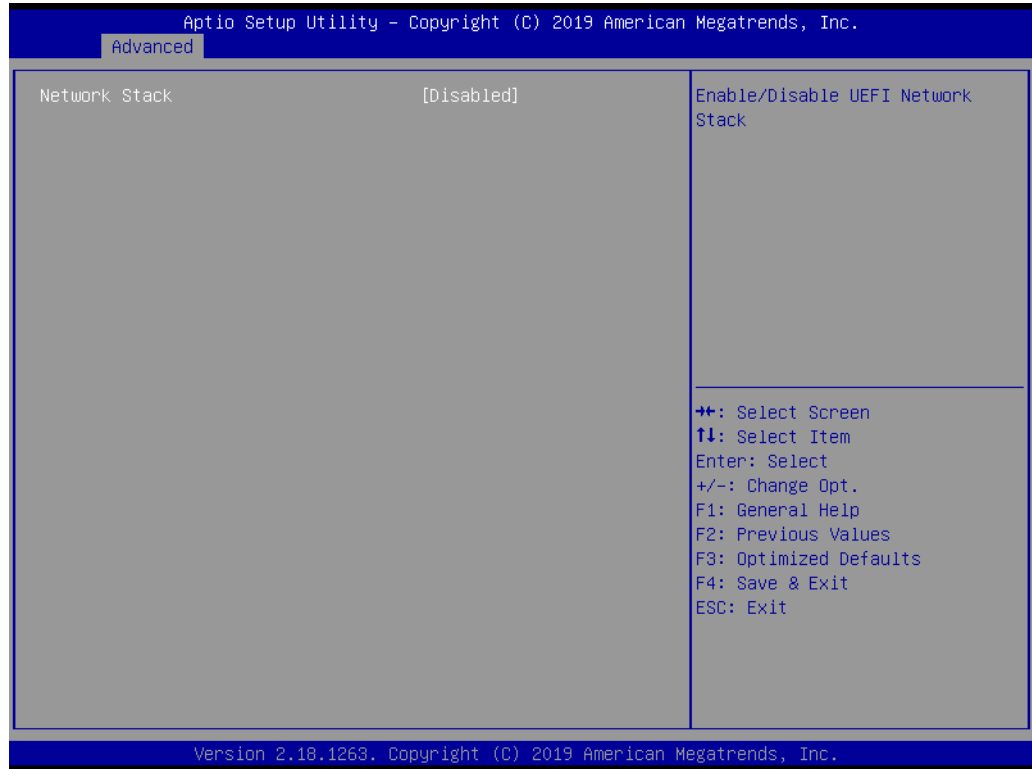 Aptio Setup Utility – Copyright (C) 2019 American Megatrends, Inc.
Advanced
Network Stack [Disabled]
Enable/Disable UEFI Network
Stack
→←: Select Screen
↑↓: Select Item
Enter: Select
+/-: Change Opt.
F1: General Help
F2: Previous Values
F3: Optimized Defaults
F4: Save & Exit
ESC: Exit
Version 2.18.1263. Copyright (C) 2019 American Megatrends, Inc.